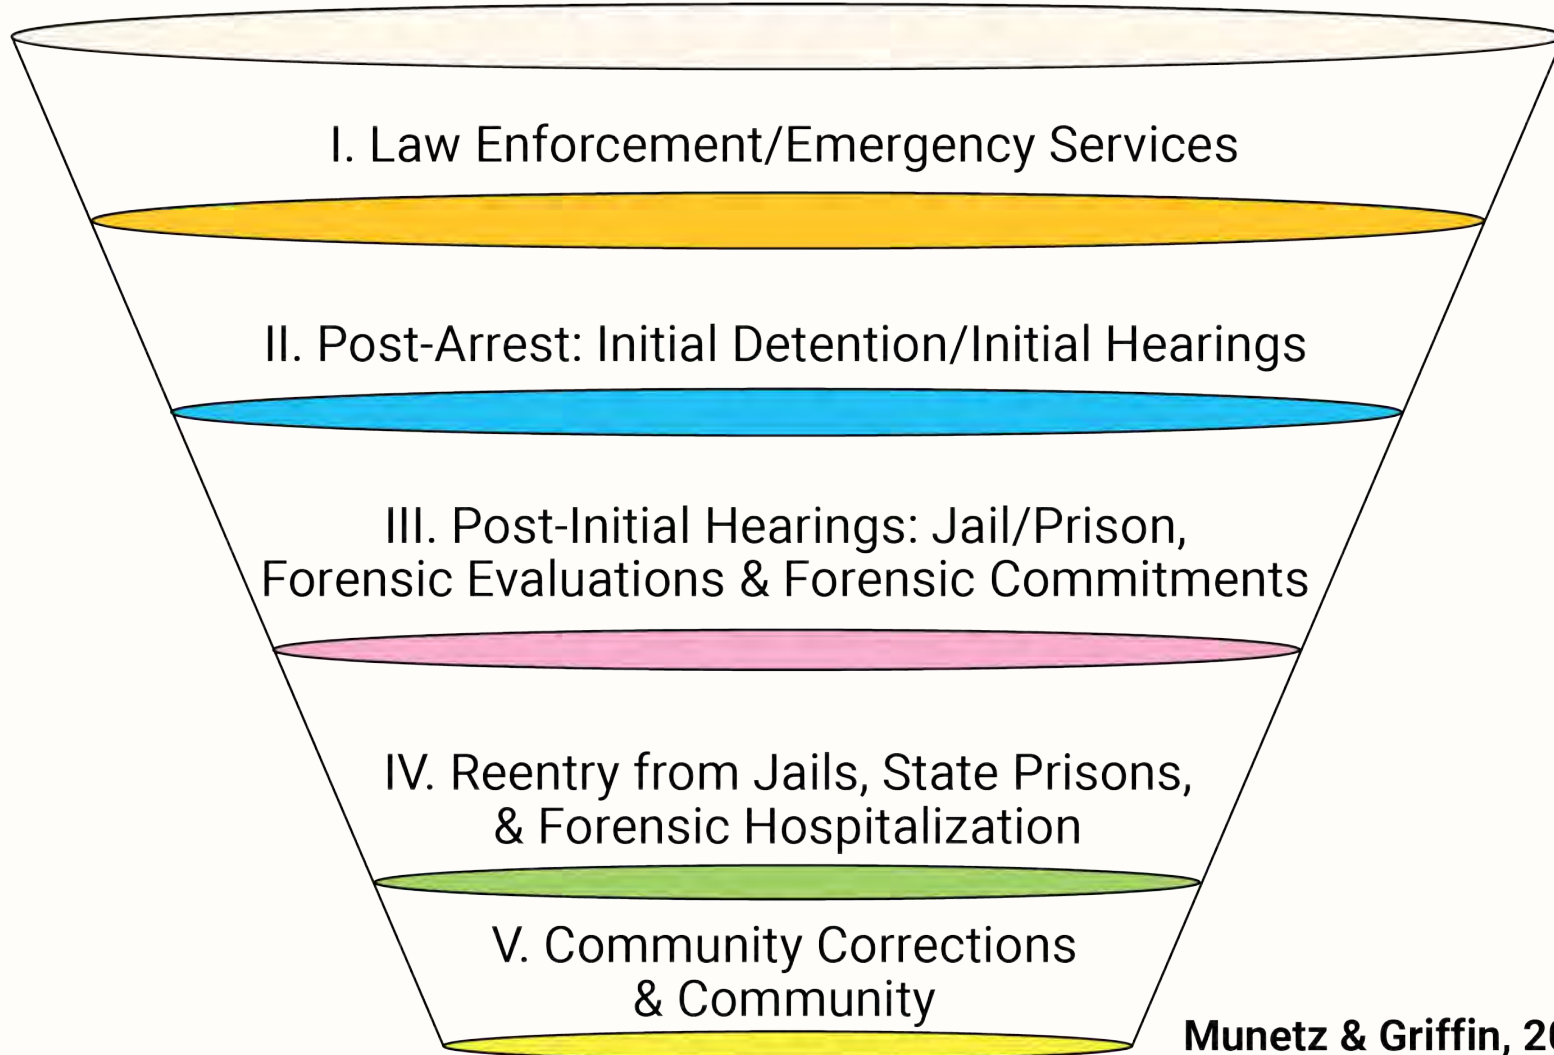 I. Law Enforcement/Emergency Services
II. Post-Arrest: Initial Detention/Initial Hearings
III. Post-Initial Hearings: Jail/Prison,
Forensic Evaluations & Forensic Commitments
IV. Reentry from Jails, State Prisons,
& Forensic Hospitalization
V. Community Corrections
& Community
Munetz & Griffin,